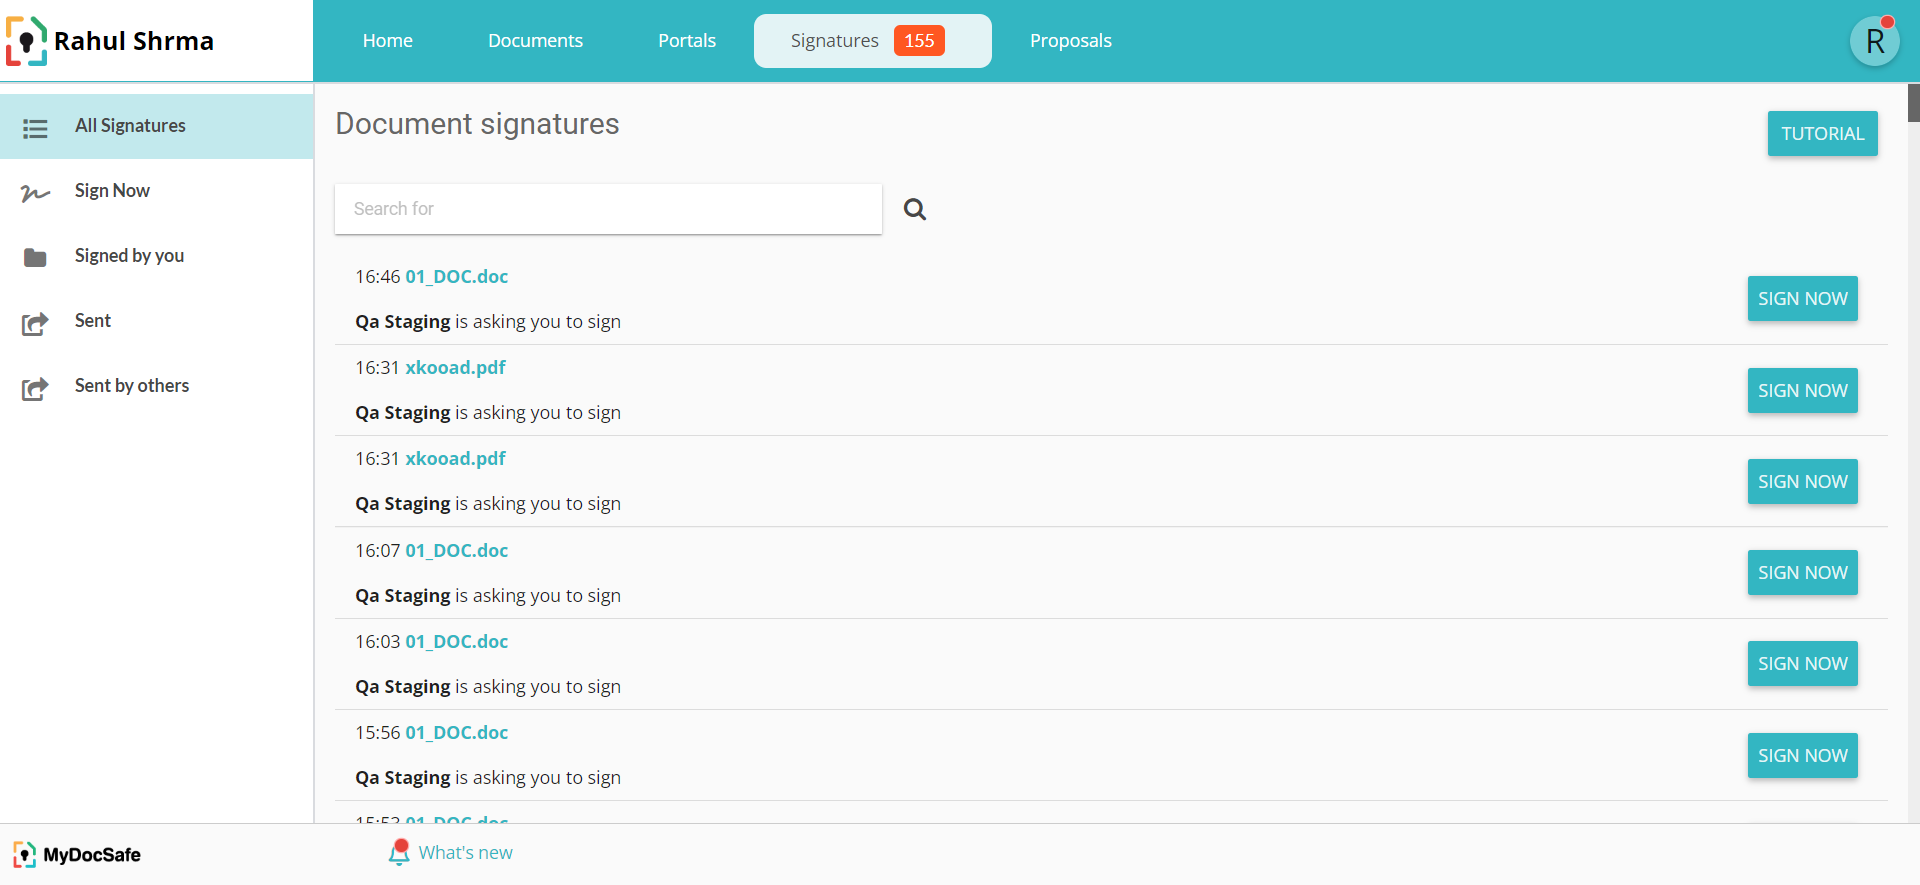 Rahul Shrma
Home
Documents
Portals
Signatures 155
Proposals
R
All Signatures
Sign Now
Signed by you
Sent
Sent by others
Document signatures
TUTORIAL
Search for
16:46 01_DOC.doc
Qa Staging is asking you to sign
SIGN NOW
16:31 xkooad.pdf
Qa Staging is asking you to sign
SIGN NOW
16:31 xkooad.pdf
Qa Staging is asking you to sign
SIGN NOW
16:07 01_DOC.doc
Qa Staging is asking you to sign
SIGN NOW
16:03 01_DOC.doc
Qa Staging is asking you to sign
SIGN NOW
15:56 01_DOC.doc
Qa Staging is asking you to sign
SIGN NOW
15:53 01_DOC.doc
MyDocSafe
What's new